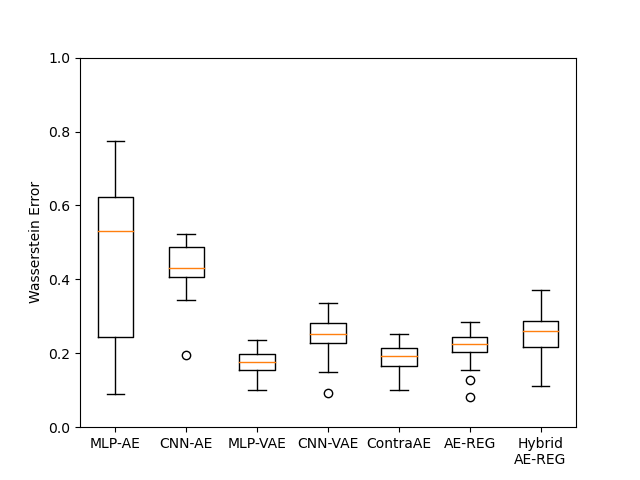 1.0
0.8
0.6
0.4
0.2
0.0
Wasserstein Error
MLP-AE CNN-AE MLP-VAE CNN-VAE ContraAE AE-REG Hybrid
AE-REG